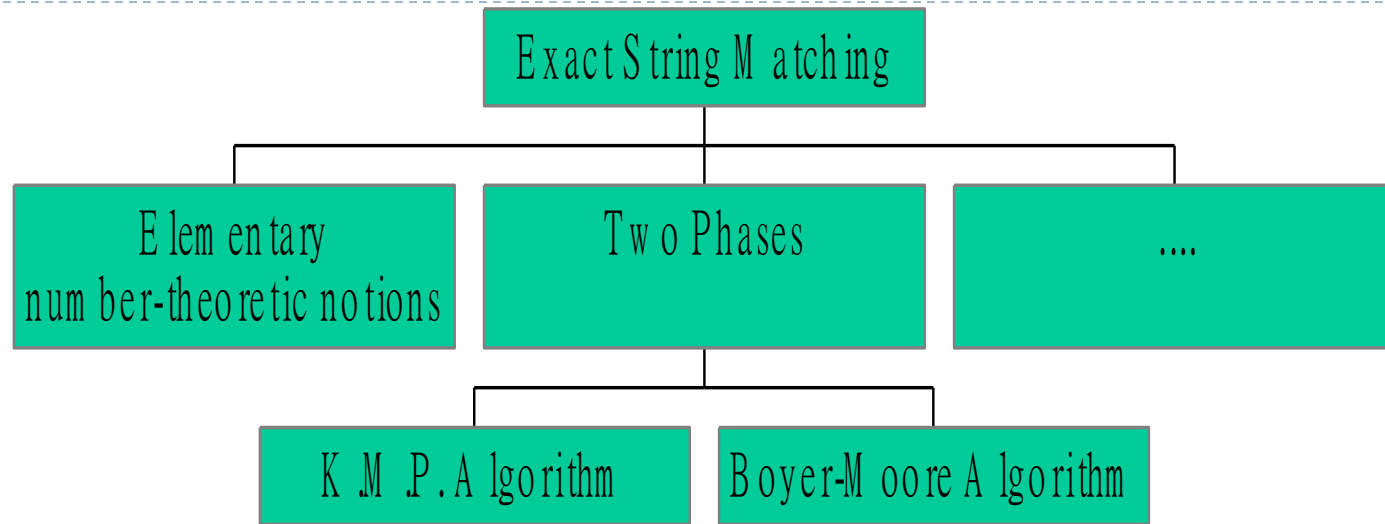 Exact String Matching
Elementary
number-theoretic notions
Two Phases
....
K.M.P. Algorithm
Boyer-Moore Algorithm